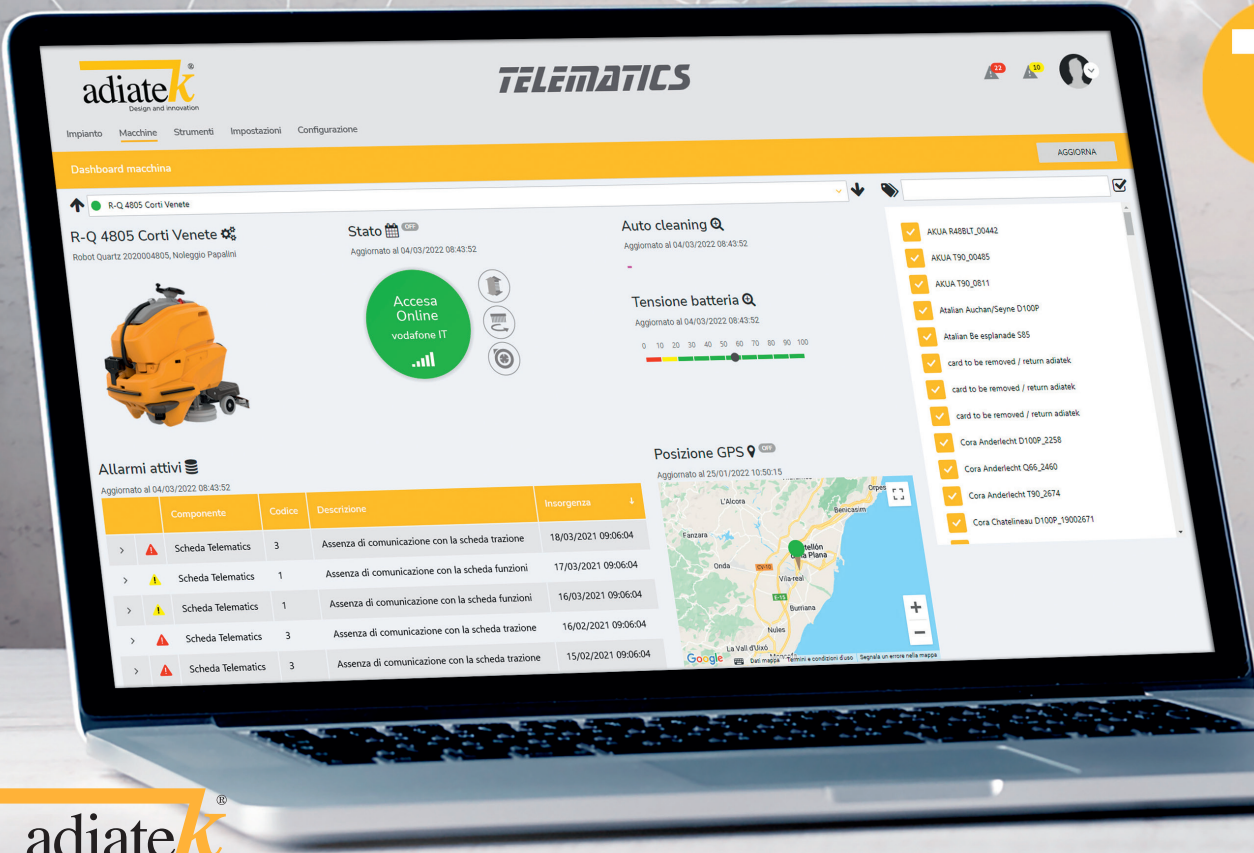 adiatek®
Design and innovation
TELEMATICS
22
10
Impianto Macchine Strumenti Impostazioni Configurazione
Dashboard macchina
AGGIORNA
R-Q 4805 Corti Venete
R-Q 4805 Corti Venete
Robot Quartz 2020004805, Noleggio Papalini
Stato OFF
Aggiornato al 04/03/2022 08:43:52
Accesa
Online
vodafone IT
Auto cleaning
Aggiornato al 04/03/2022 08:43:52
-
Tensione batteria
Aggiornato al 04/03/2022 08:43:52
0 10 20 30 40 50 60 70 80 90 100
AKUA R48BLT_00442
AKUA T90_00485
AKUA T90_0811
Atalian Auchan/Seyne D100P
Atalian Be esplanade S85
card to be removed / return adiatek
card to be removed / return adiatek
card to be removed / return adiatek
Cora Anderlecht D100P_2258
Cora Anderlecht Q66_2460
Cora Anderlecht T90_2674
Cora Chatelineau D100P_19002671
Allarmi attivi
Aggiornato al 04/03/2022 08:43:52
Componente Codice Descrizione Insorgenza
Scheda Telematics 3 Assenza di comunicazione con la scheda trazione 18/03/2021 09:06:04
Scheda Telematics 1 Assenza di comunicazione con la scheda funzioni 17/03/2021 09:06:04
Scheda Telematics 1 Assenza di comunicazione con la scheda funzioni 16/03/2021 09:06:04
Scheda Telematics 3 Assenza di comunicazione con la scheda trazione 16/02/2021 09:06:04
Scheda Telematics 3 Assenza di comunicazione con la scheda trazione 15/02/2021 09:06:04
Posizione GPS OFF
Aggiornato al 25/01/2022 10:50:15
L'Alcora
Orpes
Benicasim
Fanzara
tellón
la Plana
Onda
CV-10
Vila-real
E-15
Burriana
Nules
La Vall d'Uixó
Google Dati mappa Termini e condizioni d'uso Segnala un errore nella mappa
adiatek®